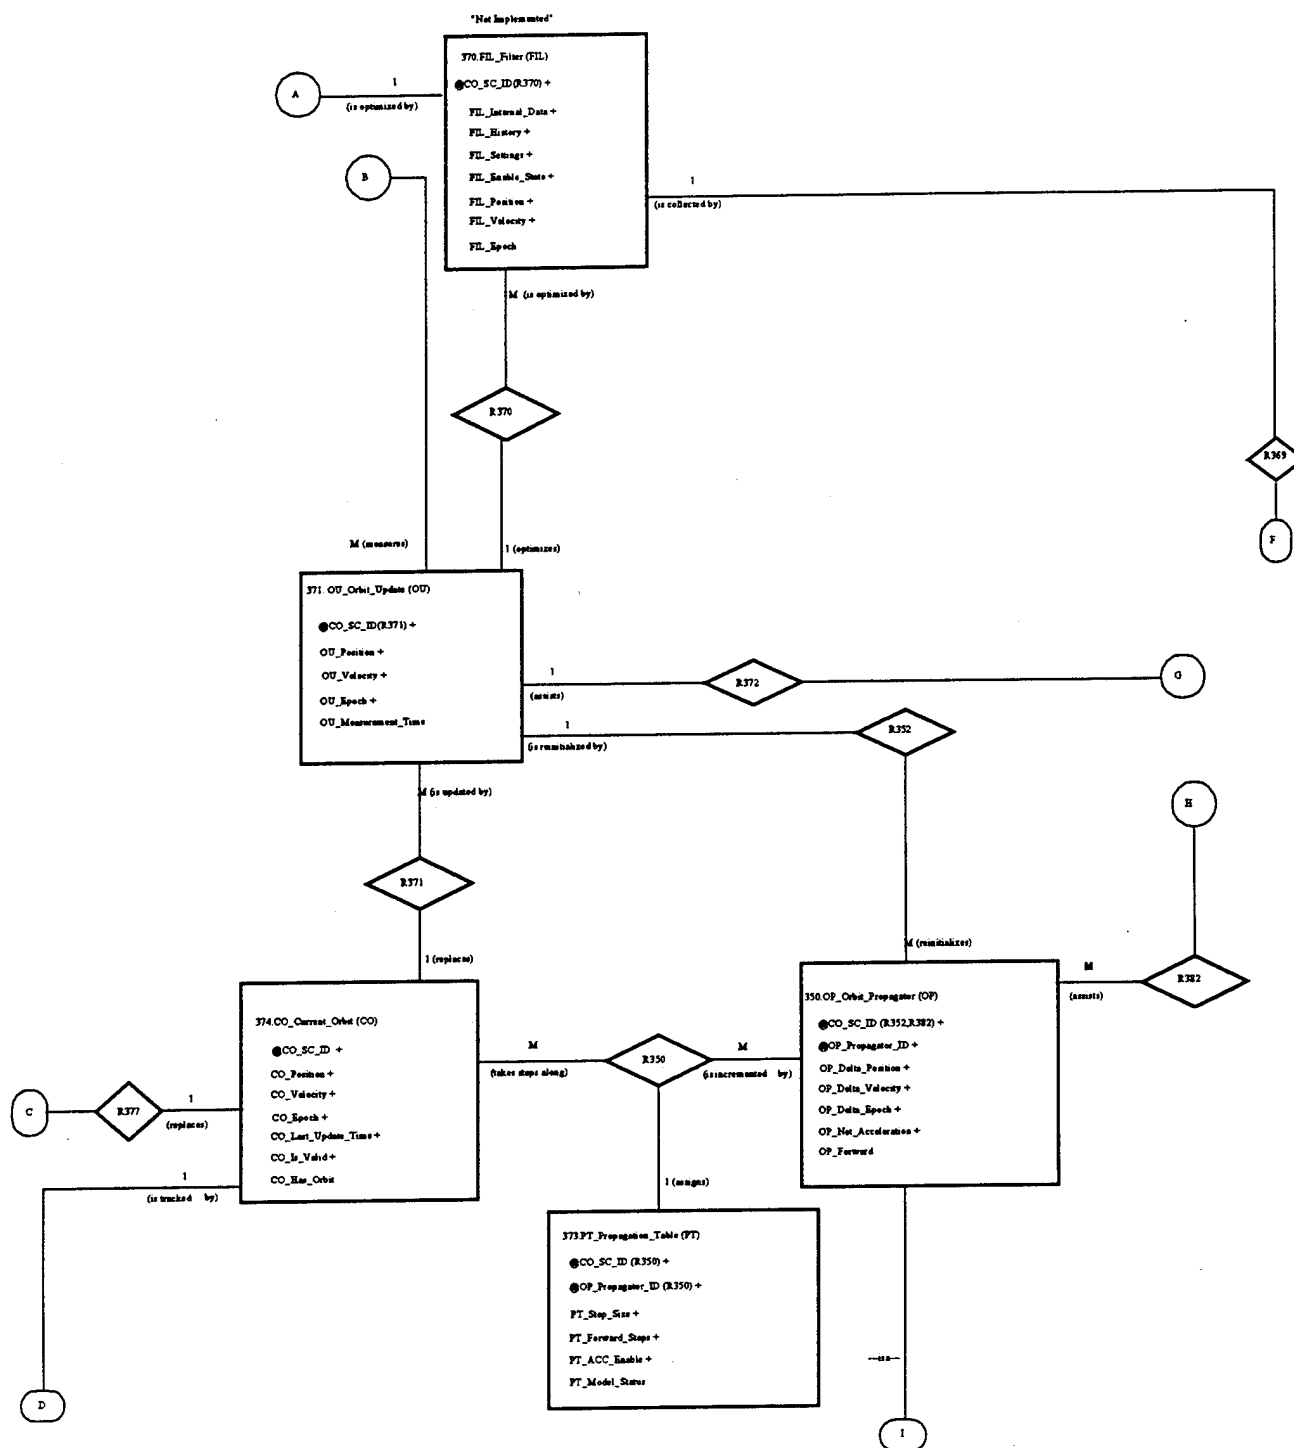 "Not Implemented"
370.FIL_Filter (FIL)
CO_SC_ID(R370) +
FIL_Internal_Data +
FIL_History +
FIL_Settings +
FIL_Enable_State +
FIL_Position +
FIL_Velocity +
FIL_Epoch
A
1
(is optimized by)
B
1
(is collected by)
M (is optimized by)
R370
R369
F
M (measures)
1 (optimizes)
371. OU_Orbit_Update (OU)
CO_SC_ID(R371) +
OU_Position +
OU_Velocity +
OU_Epoch +
OU_Measurement_Time
1
(assists)
R372
G
1
(is reinitialized by)
R352
M (is updated by)
H
R371
1 (replaces)
M (reinitializes)
M
(assists)
R382
374.CO_Current_Orbit (CO)
CO_SC_ID +
CO_Position +
CO_Velocity +
CO_Epoch +
CO_Last_Update_Time +
CO_Is_Valid +
CO_Has_Orbit
M
(takes steps along)
R350
M
(is incremented by)
350.OP_Orbit_Propagator (OP)
CO_SC_ID (R352,R382) +
OP_Propagator_ID +
OP_Delta_Position +
OP_Delta_Velocity +
OP_Delta_Epoch +
OP_Net_Acceleration +
OP_Forward
C
R377
1
(replaces)
1
(is tracked by)
1 (assigns)
373.PT_Propagation_Table (PT)
CO_SC_ID (R350) +
OP_Propagator_ID (R350) +
PT_Step_Size +
PT_Forward_Steps +
PT_ACC_Enable +
PT_Model_Status
D
I